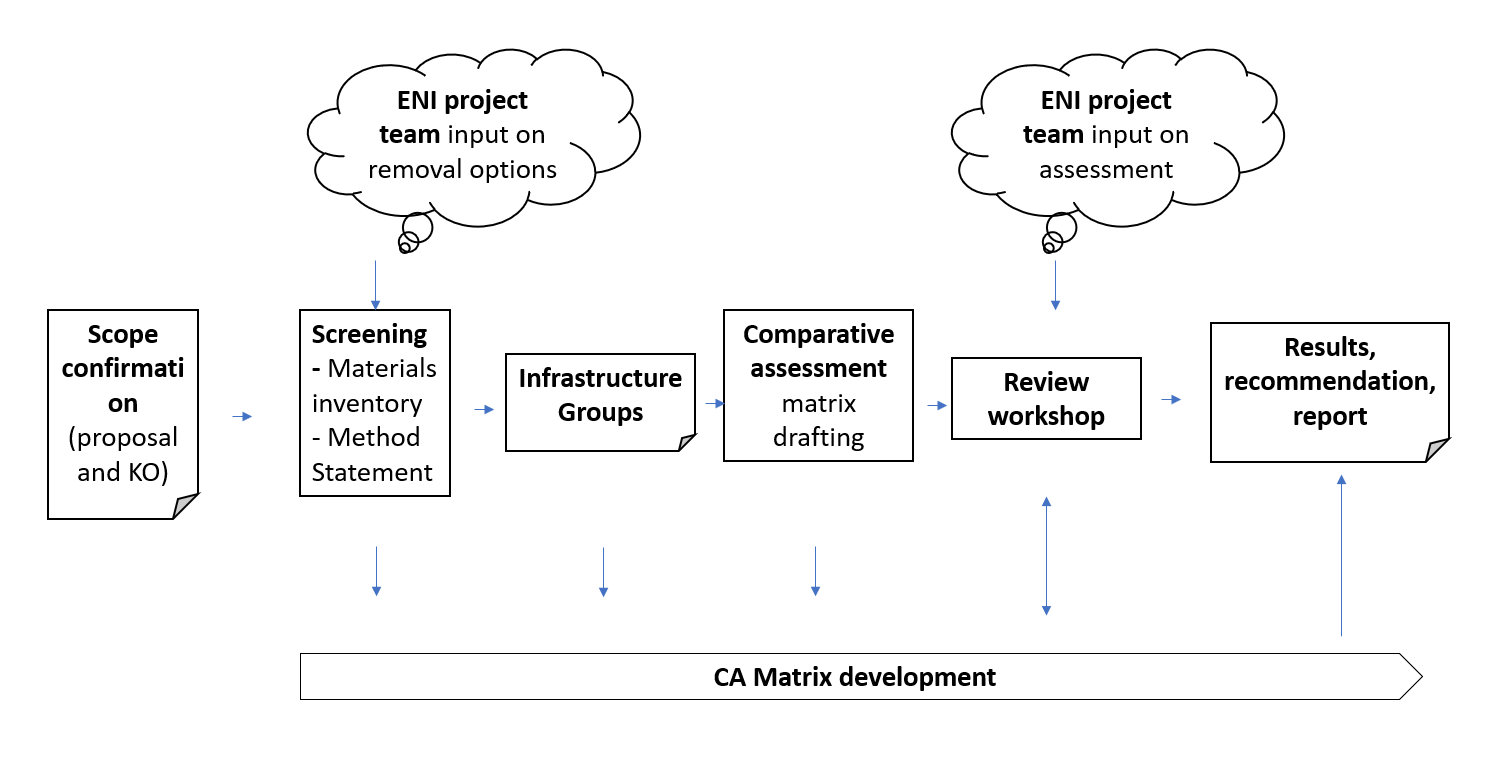 ENI project
team input on
removal options
ENI project
team input on
assessment
Scope
confirmati
on
(proposal
and KO)
Screening
- Materials
inventory
- Method
Statement
Infrastructure
Groups
Comparative
assessment
matrix
drafting
Review
workshop
Results,
recommendation,
report
CA Matrix development